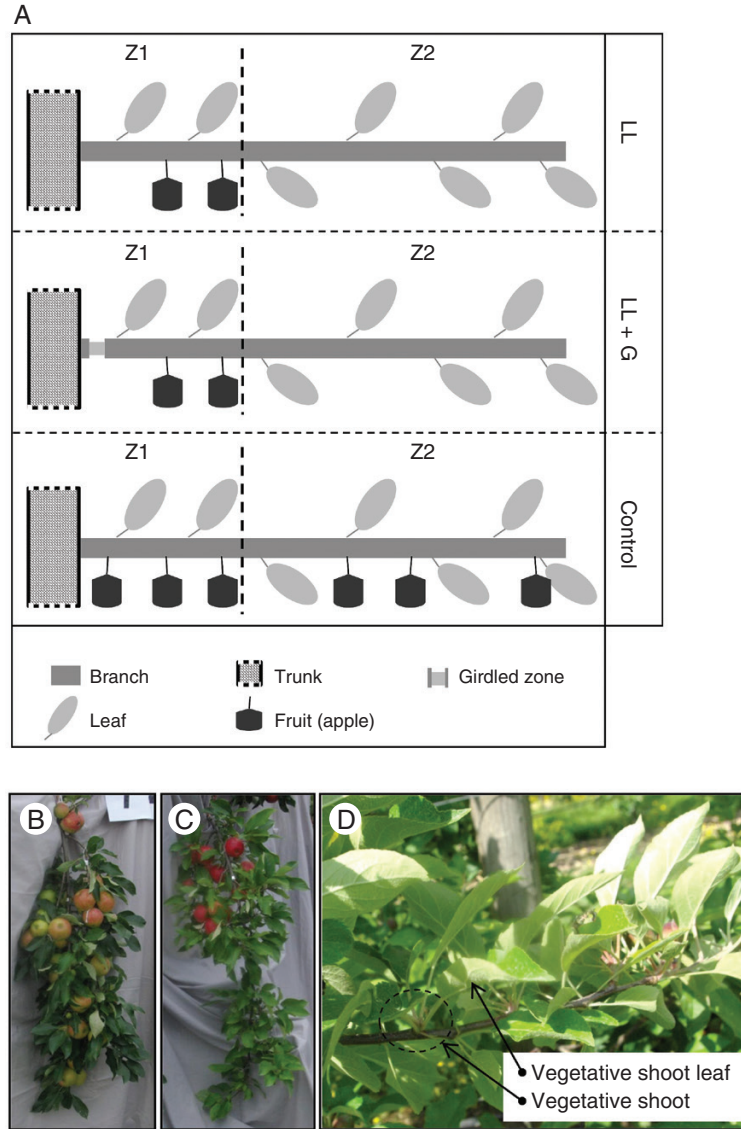 A
Z1 Z2
LL
Z1 Z2
LL + G
Z1 Z2
Control
Branch Trunk Girdled zone
Leaf Fruit (apple)
B C D
Vegetative shoot leaf
Vegetative shoot